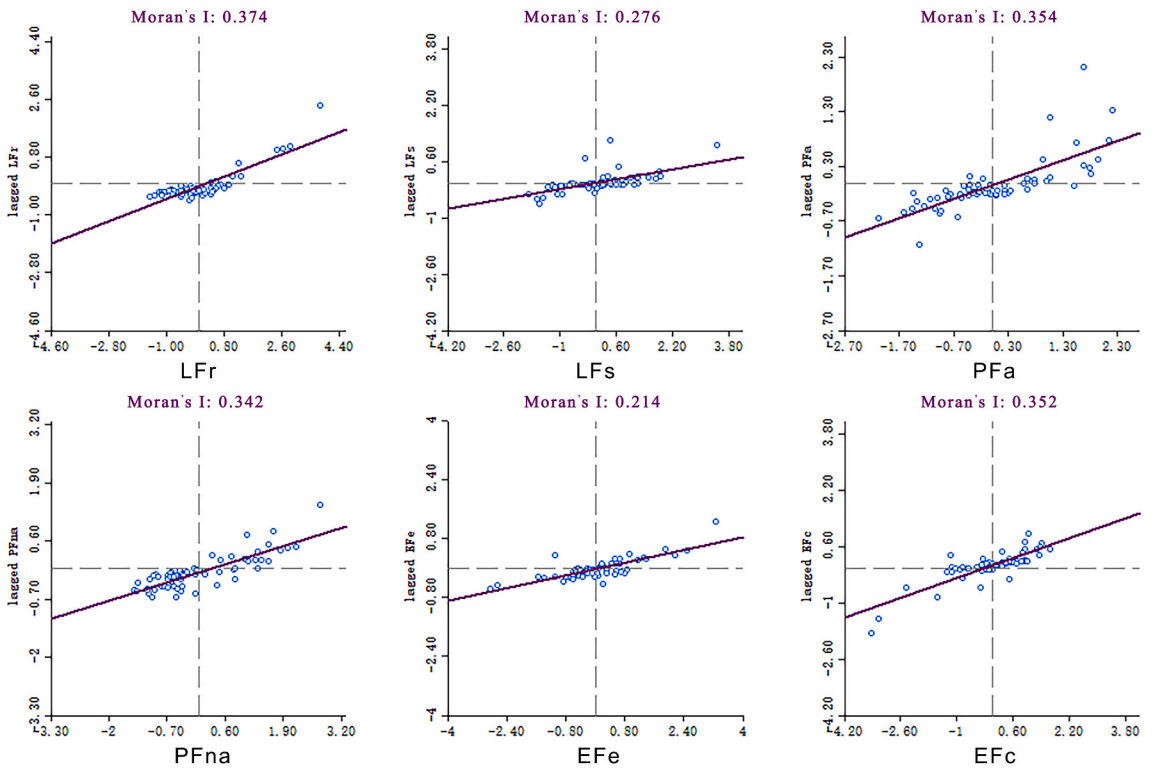 Moran's I: 0.374
4.40
2.60
0.80
-1.00
-2.80
-4.60
lagged LFr
-4.60 -2.80 -1.00 0.80 2.60 4.40
LFr
Moran's I: 0.276
3.80
2.20
0.60
-1
-2.60
-4.20
lagged LFs
-4.20 -2.60 -1 0.60 2.20 3.80
LFs
Moran's I: 0.354
2.30
1.30
0.30
-0.70
-1.70
-2.70
lagged PFa
-2.70 -1.70 -0.70 0.30 1.30 2.30
PFa
Moran's I: 0.342
3.20
1.90
0.60
-0.70
-2
-3.30
lagged PFna
-3.30 -2 -0.70 0.60 1.90 3.20
PFna
Moran's I: 0.214
4
2.40
0.80
-0.80
-2.40
-4
lagged EFe
-4 -2.40 -0.80 0.80 2.40 4
EFe
Moran's I: 0.352
3.80
2.20
0.60
-1
-2.60
-4.20
lagged EFc
-4.20 -2.60 -1 0.60 2.20 3.80
EFc